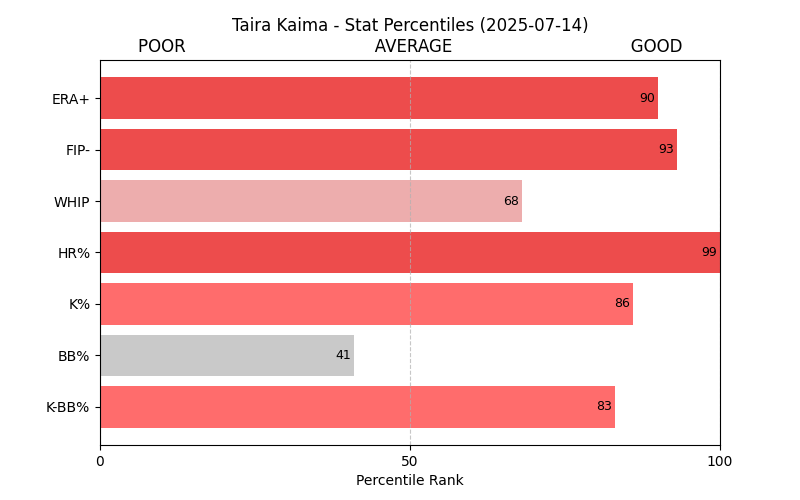 Taira Kaima - Stat Percentiles (2025-07-14)
POOR AVERAGE GOOD
ERA+ 90
FIP- 93
WHIP 68
HR% 99
K% 86
BB% 41
K-BB% 83
0 50 100
Percentile Rank